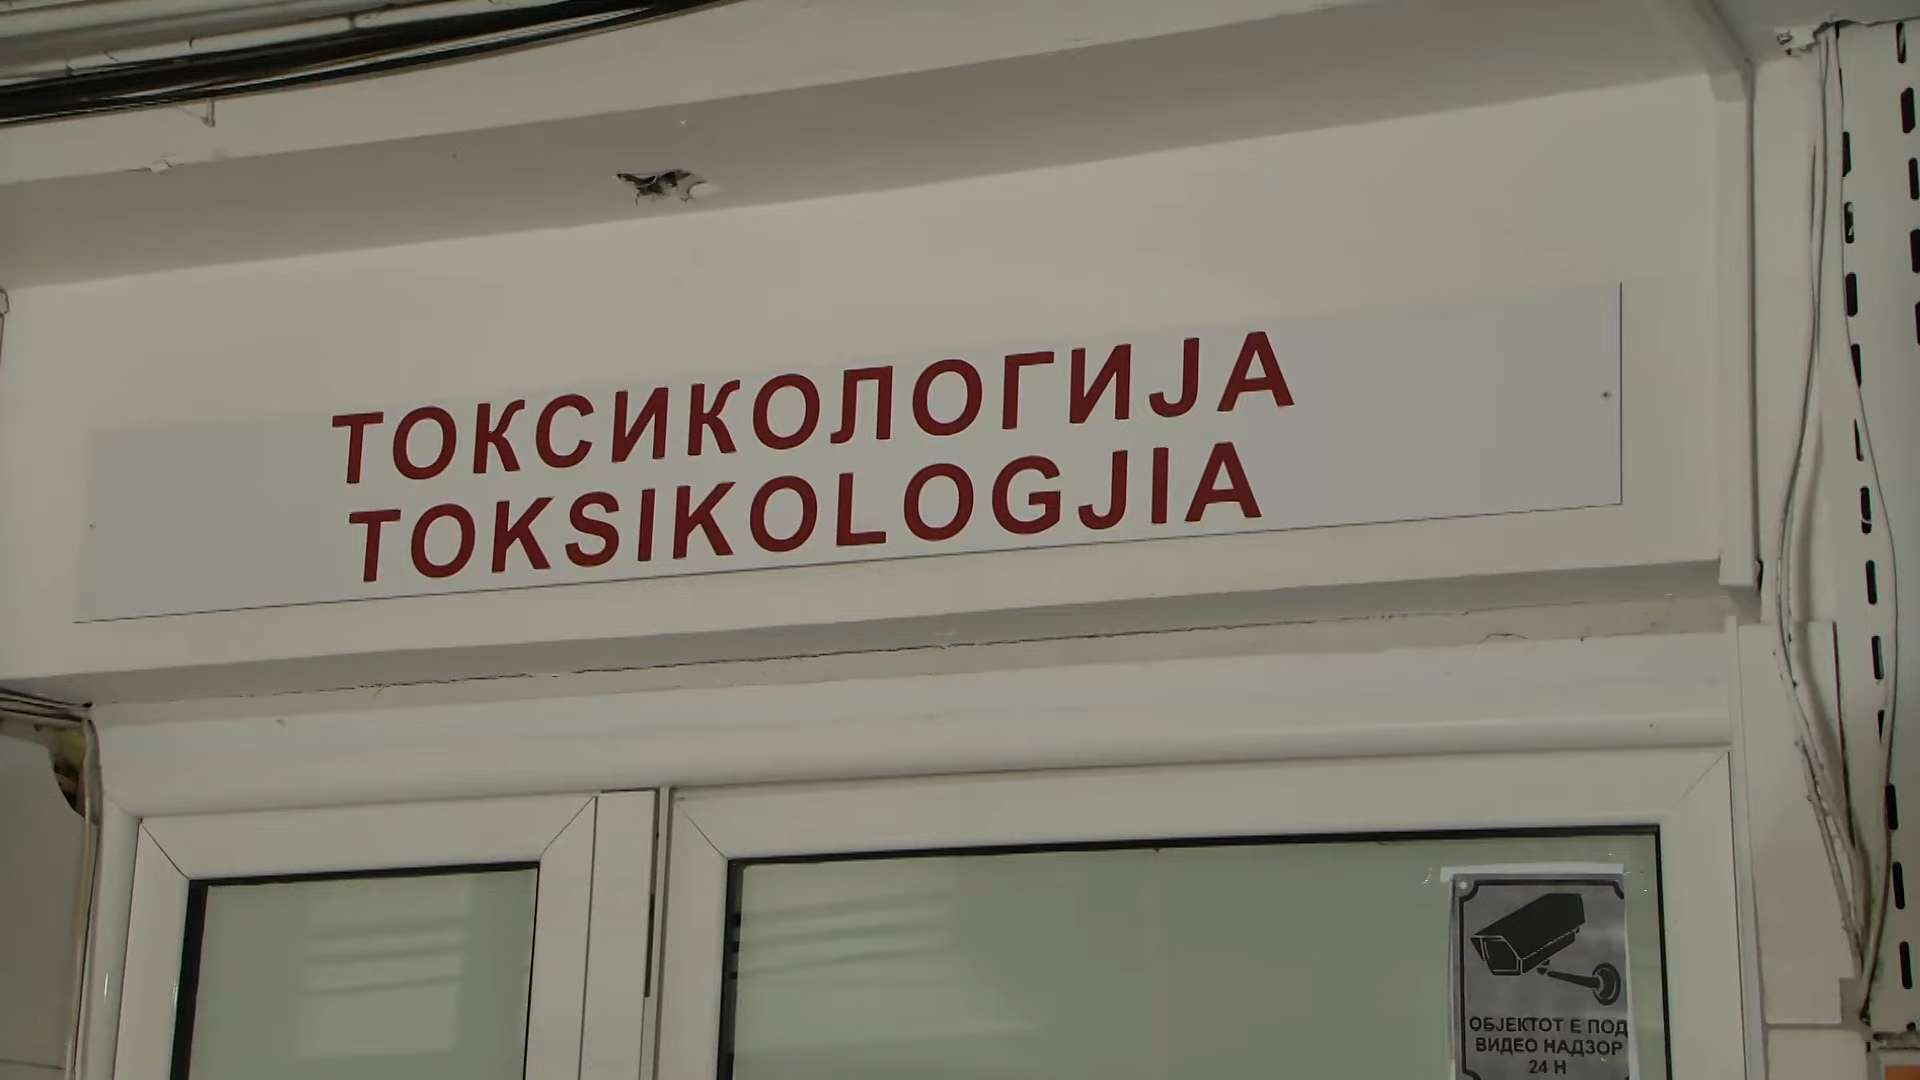 ТОКСИКОЛОГИЈА
TOKSIKOLOGJIA
ОБЈЕКТОТ Е ПОД
ВИДЕО НАДЗОР
24 Н